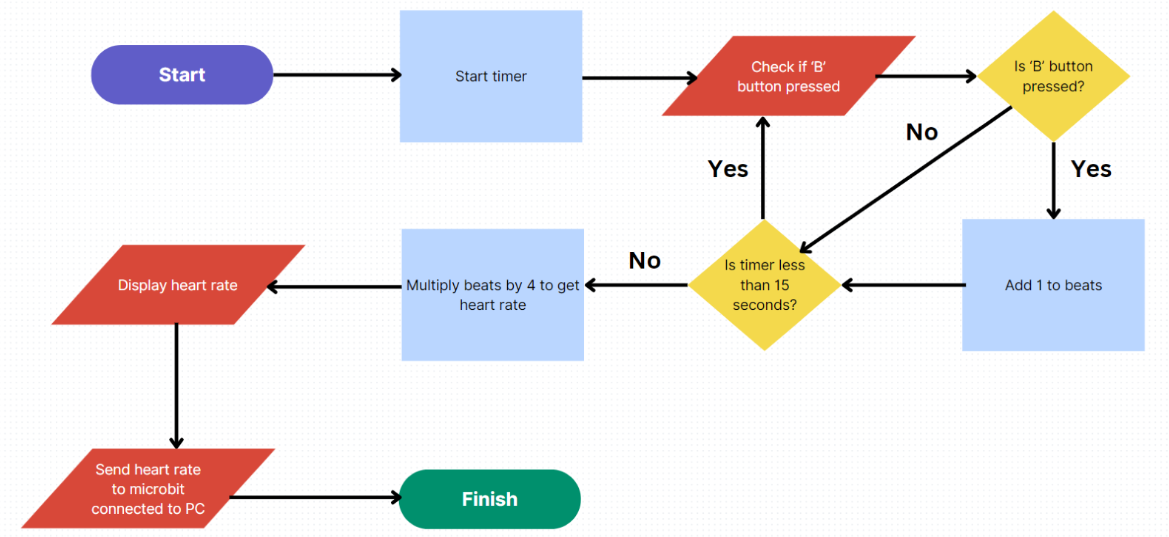 Start
Start timer
Check if ‘B’
button pressed
Is ‘B’ button
pressed?
No
Yes
Yes
Display heart rate
Multiply beats by 4 to get
heart rate
No
Is timer less
than 15
seconds?
Add 1 to beats
Send heart rate
to microbit
connected to PC
Finish